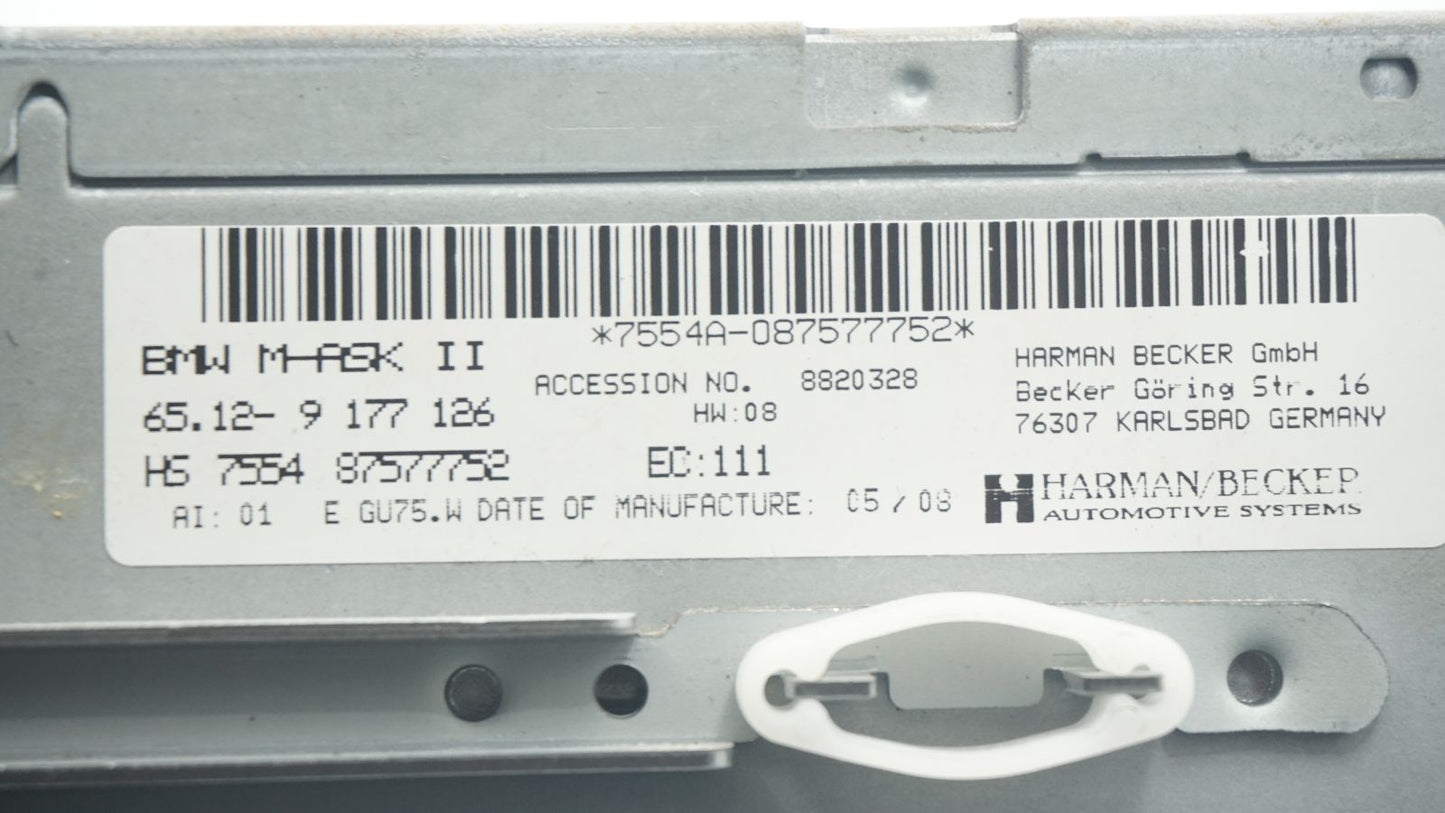 *7554A-087577752*
BMW M-ASK II
65.12- 9 177 126
HS 7554 87577752
ACCESSION NO. 8820328
HW:08
EC:111
AI: 01 E GU75.W DATE OF MANUFACTURE: 05/08
HARMAN BECKER GmbH
Becker Göring Str. 16
76307 KARLSBAD GERMANY
HARMAN/BECKER
AUTOMOTIVE SYSTEMS